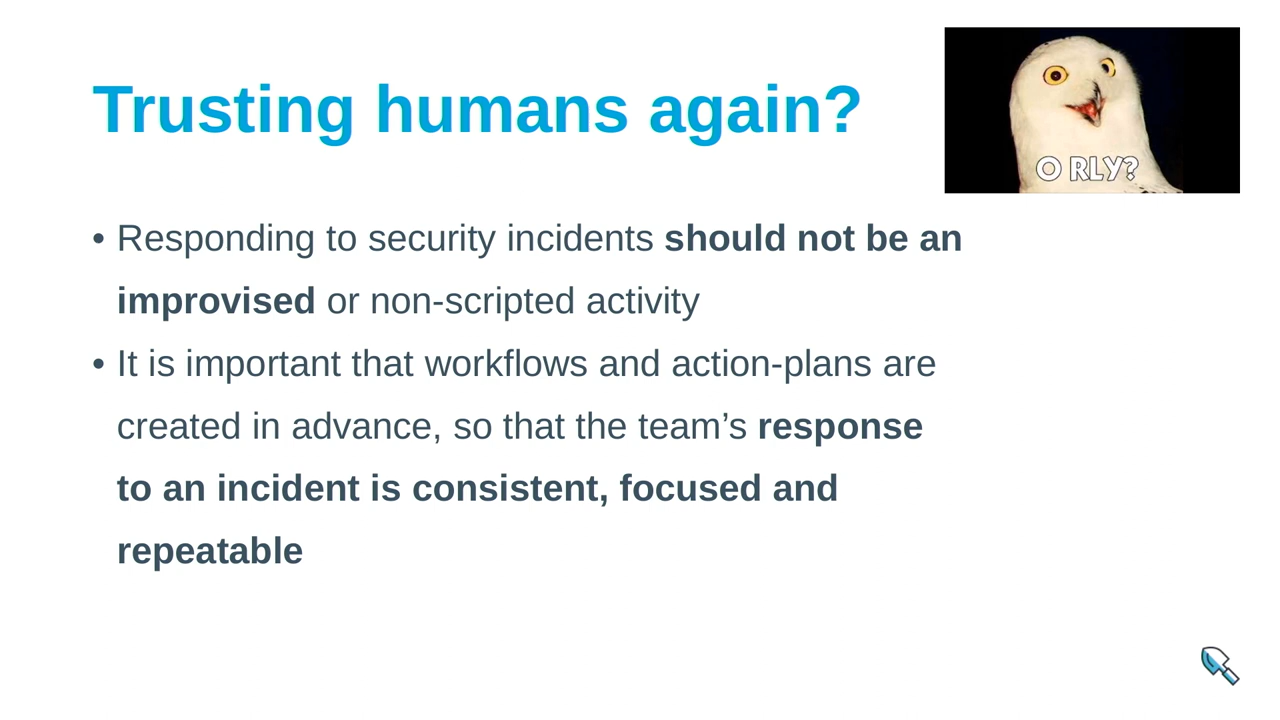 Trusting humans again?
O RLY?
• Responding to security incidents should not be an
improvised or non-scripted activity
• It is important that workflows and action-plans are
created in advance, so that the team’s response
to an incident is consistent, focused and
repeatable